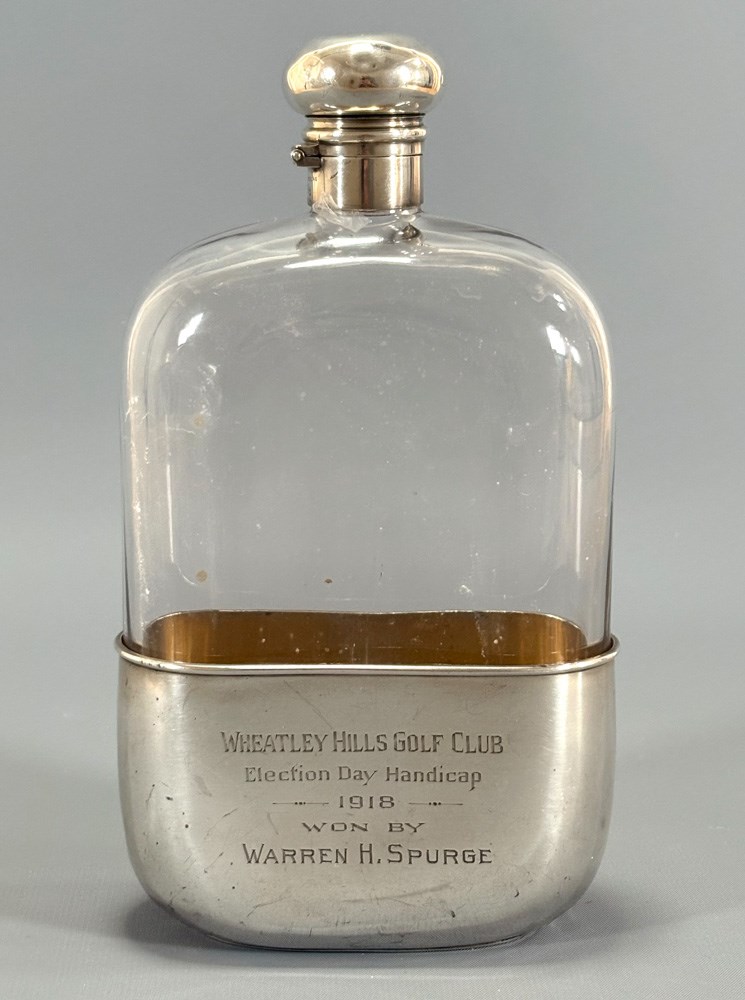 WHEATLEY HILLS GOLF CLUB
Election Day Handicap
1918
WON BY
WARREN H. SPURGE